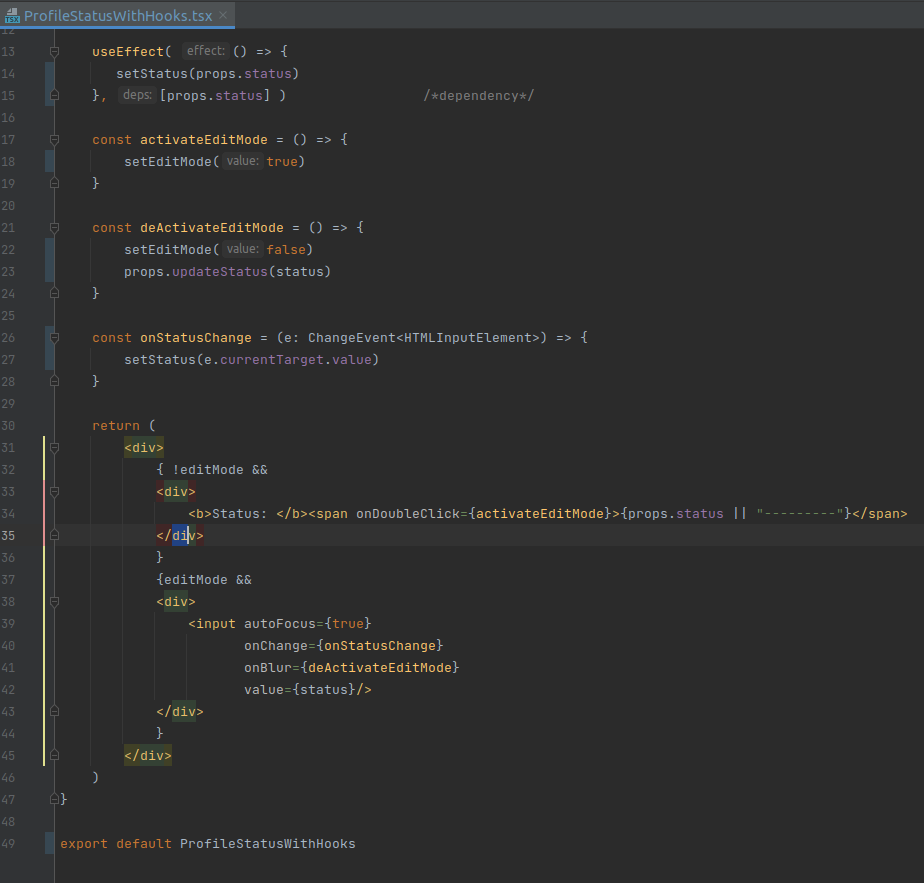 TSX ProfileStatusWithHooks.tsx ×
12
13 useEffect( effect: () => {
14 setStatus(props.status)
15 }, deps: [props.status] ) /*dependency*/
16
17 const activateEditMode = () => {
18 setEditMode( value: true)
19 }
20
21 const deActivateEditMode = () => {
22 setEditMode( value: false)
23 props.updateStatus(status)
24 }
25
26 const onStatusChange = (e: ChangeEvent<HTMLInputElement>) => {
27 setStatus(e.currentTarget.value)
28 }
29
30 return (
31 <div>
32 { !editMode &&
33 <div>
34 <b>Status: </b><span onDoubleClick={activateEditMode}>{props.status || "---------"}</span>
35 </div>
36 }
37 {editMode &&
38 <div>
39 <input autoFocus={true}
40 onChange={onStatusChange}
41 onBlur={deActivateEditMode}
42 value={status}/>
43 </div>
44 }
45 </div>
46 )
47 }
48
49 export default ProfileStatusWithHooks